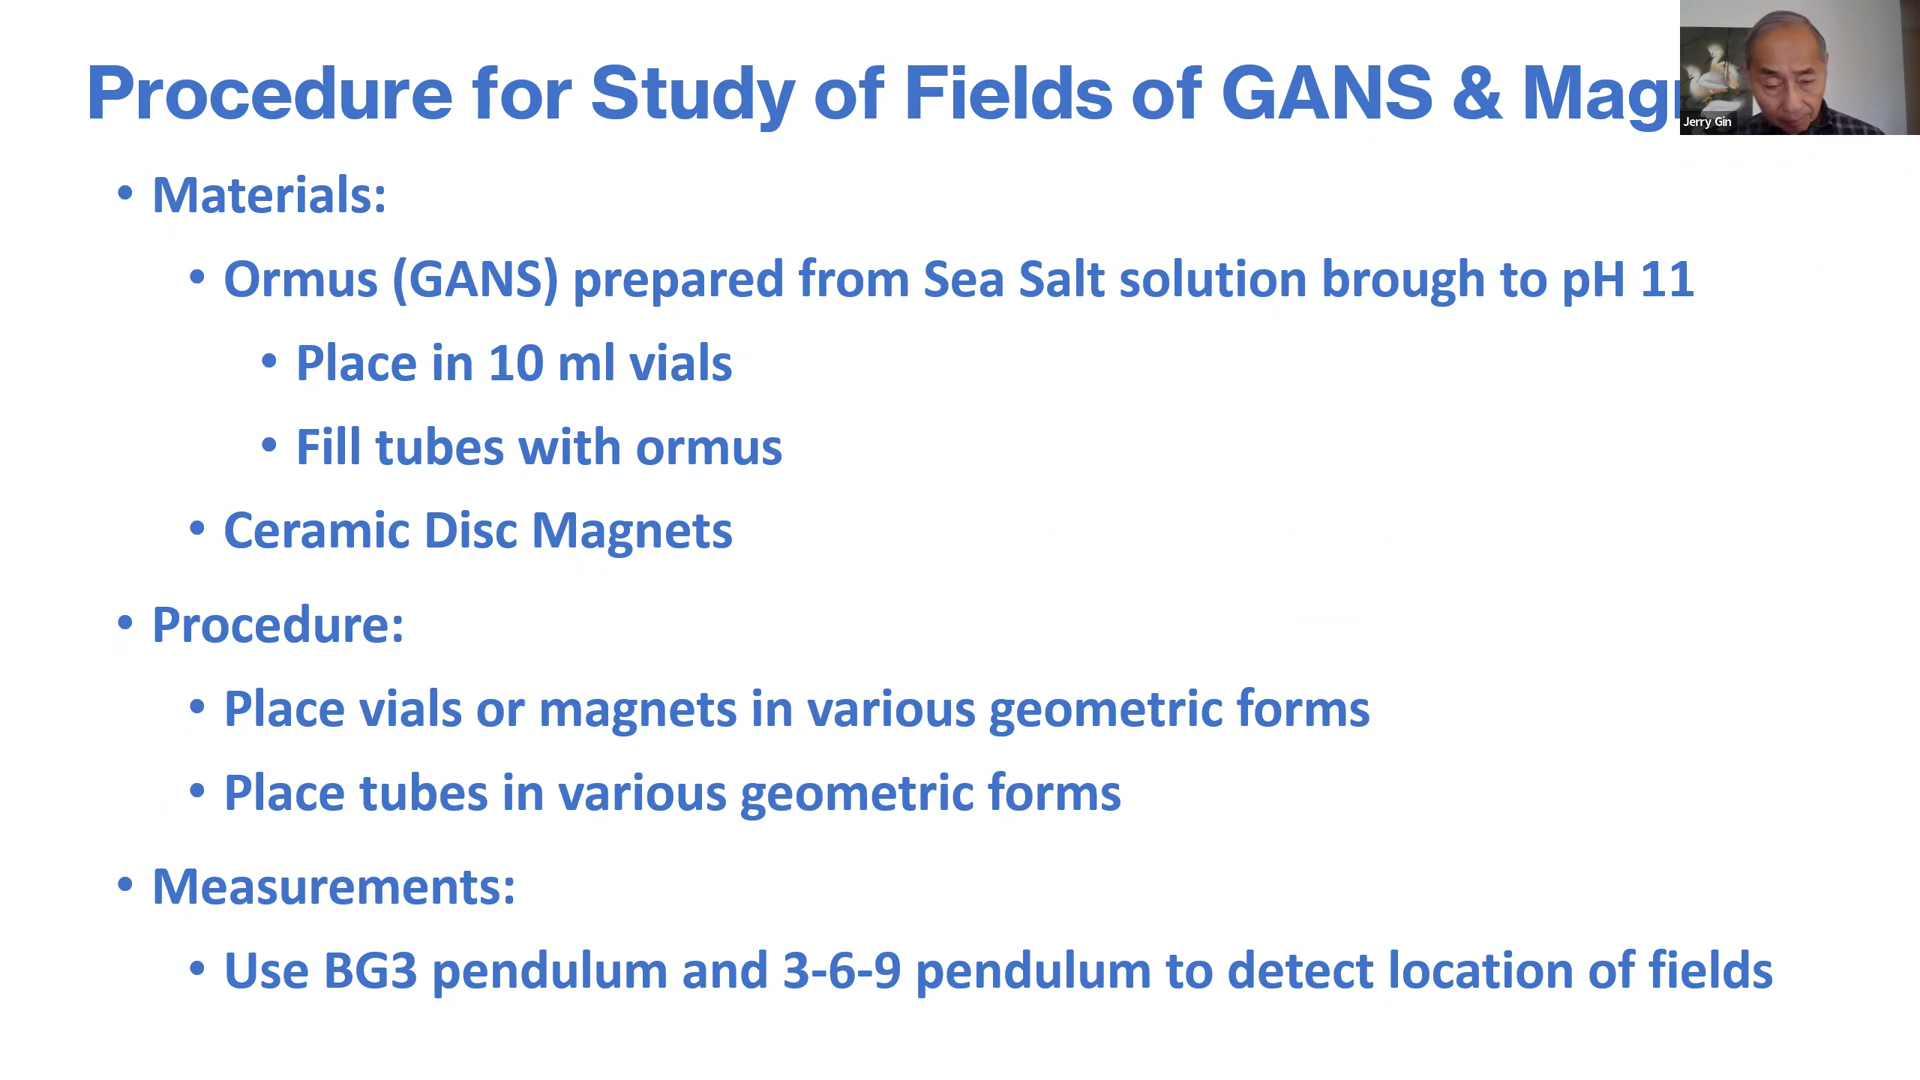 Procedure for Study of Fields of GANS & Mag
Jerry Gin
• Materials:
• Ormus (GANS) prepared from Sea Salt solution brough to pH 11
• Place in 10 ml vials
• Fill tubes with ormus
• Ceramic Disc Magnets
• Procedure:
• Place vials or magnets in various geometric forms
• Place tubes in various geometric forms
• Measurements:
• Use BG3 pendulum and 3-6-9 pendulum to detect location of fields